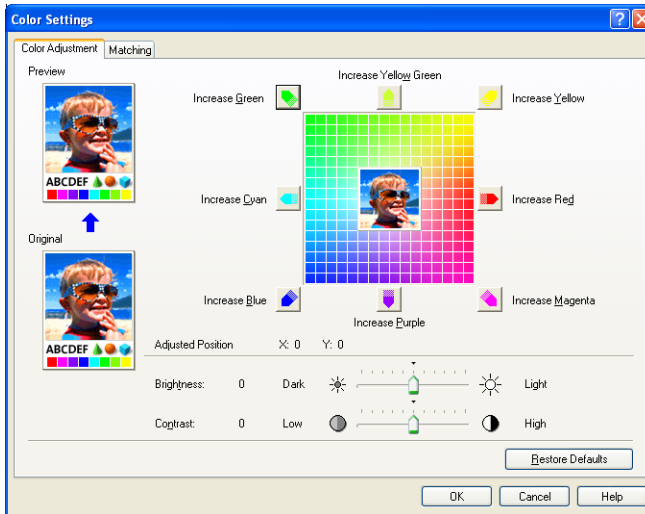 Color Settings
Color Adjustment Matching
Preview
Increase Yellow Green
Increase Green
Increase Yellow
ABCDEF
Increase Cyan
Increase Red
Original
Increase Blue
Increase Magenta
Increase Purple
ABCDEF
Adjusted Position X: 0 Y: 0
Brightness: 0 Dark Light
Contrast: 0 Low High
Restore Defaults
OK Cancel Help